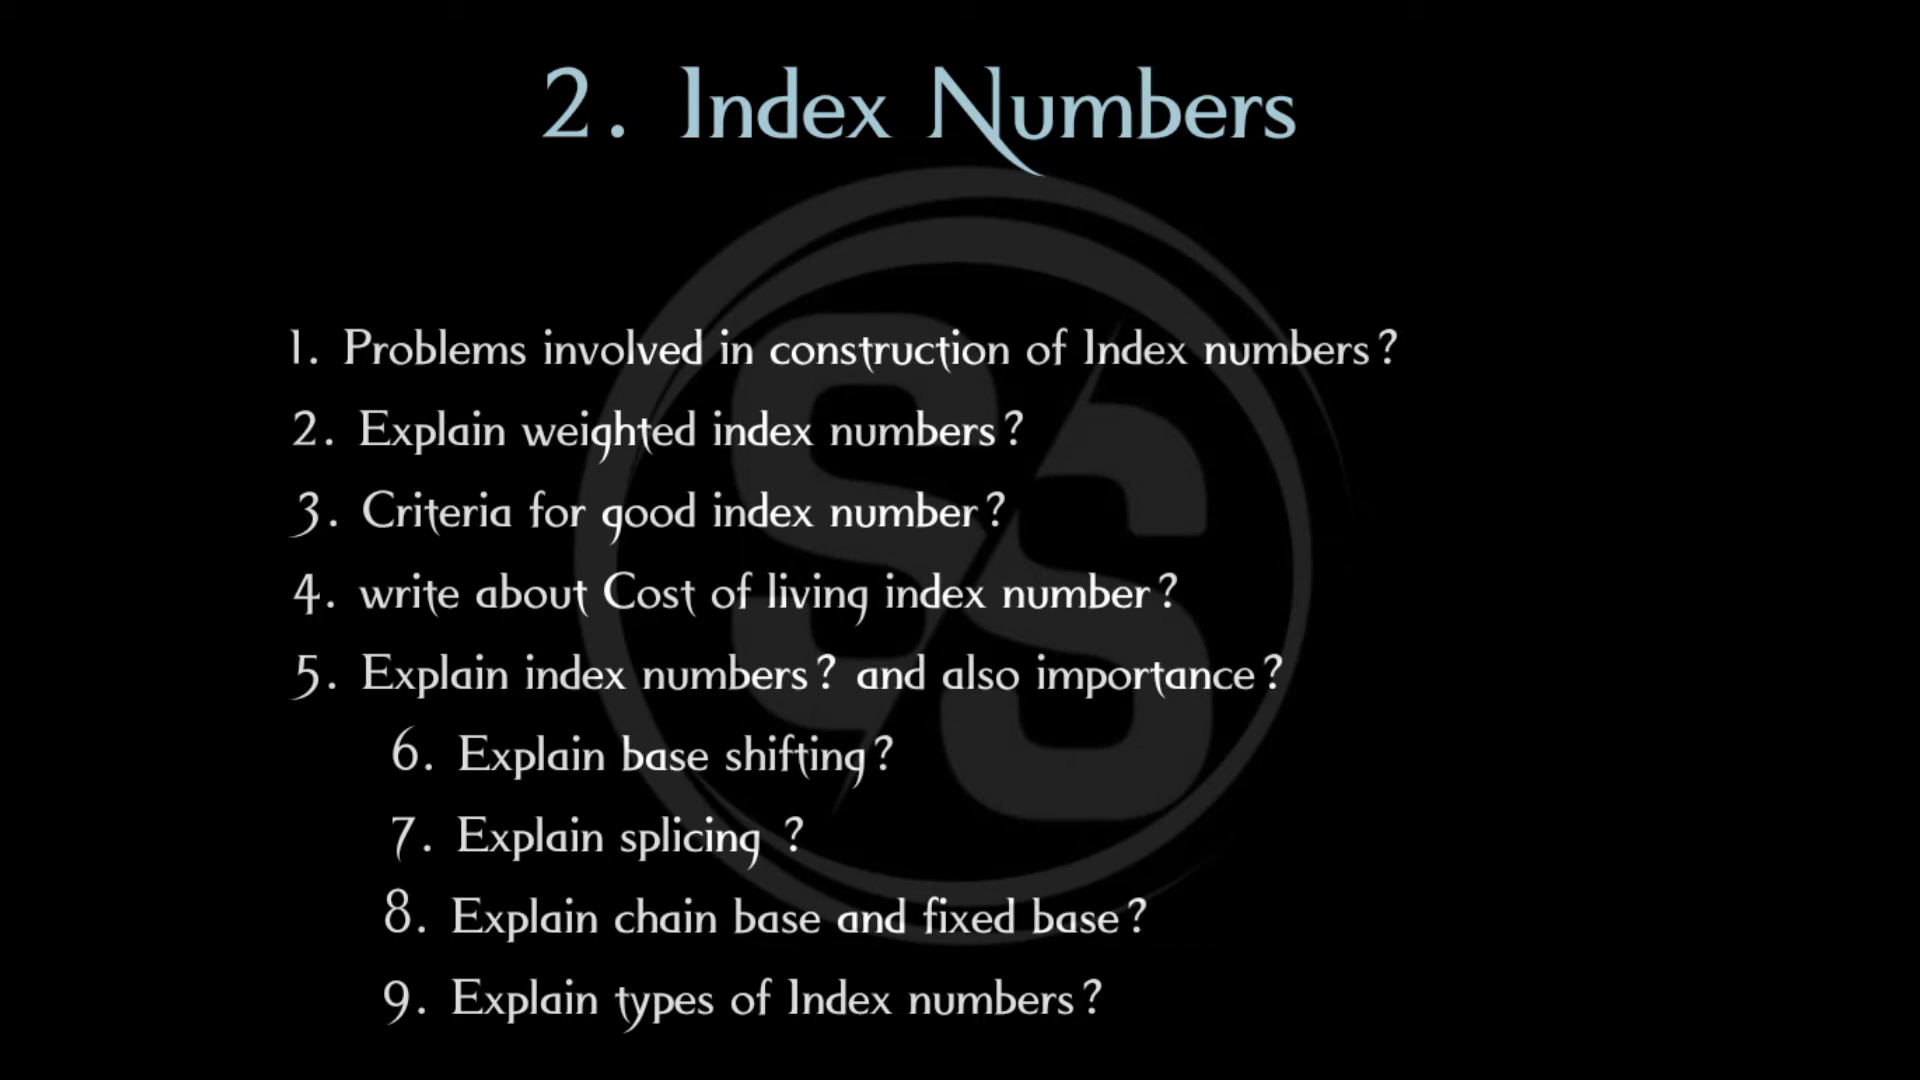 2. Index Numbers
1. Problems involved in construction of Index numbers?
2. Explain weighted index numbers?
3. Criteria for good index number?
4. write about Cost of living index number?
5. Explain index numbers? and also importance?
6. Explain base shifting?
7. Explain splicing ?
8. Explain chain base and fixed base?
9. Explain types of Index numbers?
SS